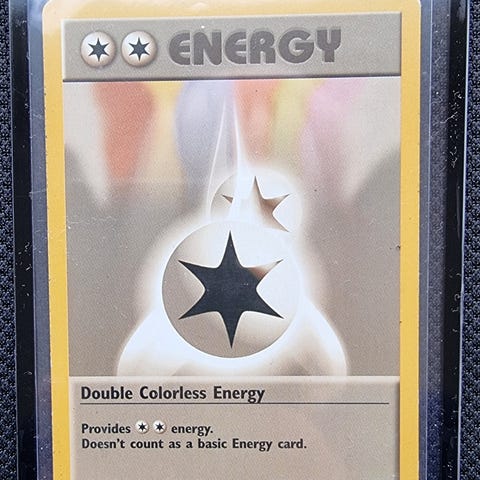 ENERGY
Double Colorless Energy
Provides energy.
Doesn't count as a basic Energy card.